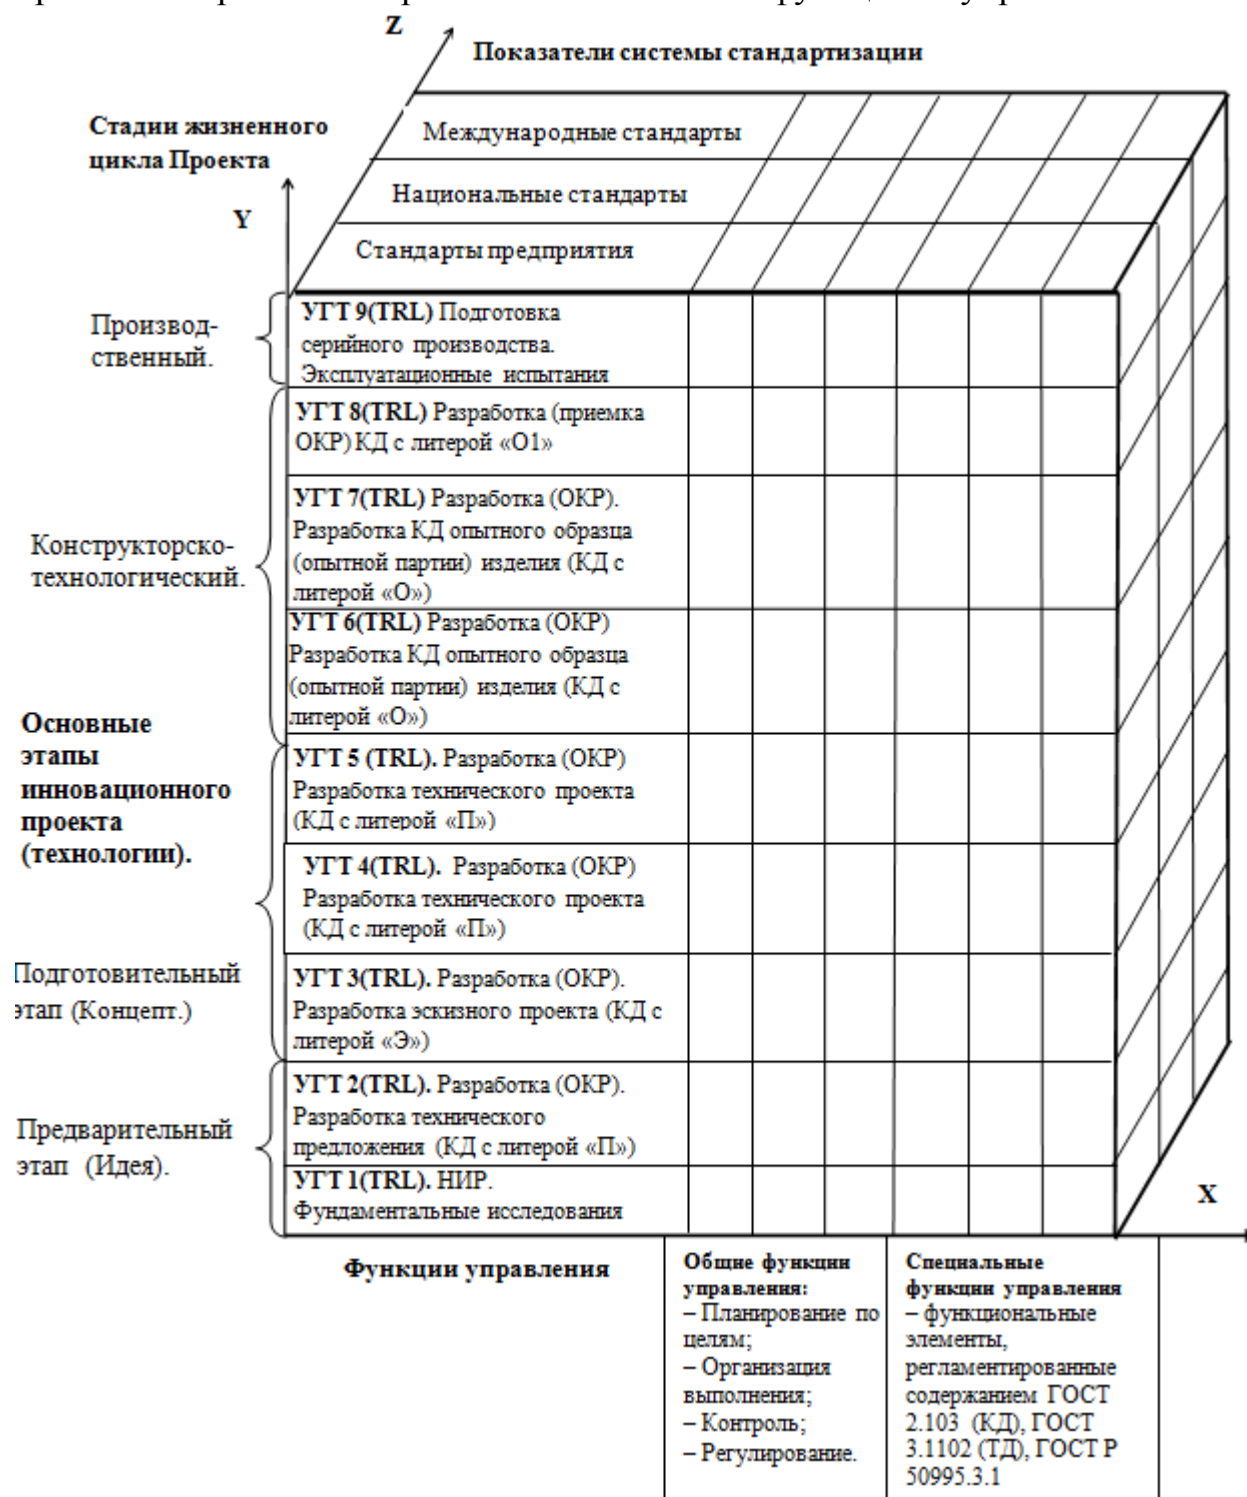 Z
Показатели системы стандартизации
Стадии жизненного
цикла Проекта
Y
Международные стандарты
Национальные стандарты
Стандарты предприятия
Производ-
ственный.
УГТ 9(TRL) Подготовка
серийного производства.
Эксплуатационные испытания
УГТ 8(TRL) Разработка (приемка
ОКР) КД с литерой «О1»
Конструкторско-
технологический.
УГТ 7(TRL) Разработка (ОКР).
Разработка КД опытного образца
(опытной партии) изделия (КД с
литерой «О»)
УГТ 6(TRL) Разработка (ОКР)
Разработка КД опытного образца
(опытной партии) изделия (КД с
литерой «О»)
Основные
этапы
инновационного
проекта
(технологии).
УГТ 5 (TRL). Разработка (ОКР)
Разработка технического проекта
(КД с литерой «П»)
УГТ 4(TRL). Разработка (ОКР)
Разработка технического проекта
(КД с литерой «П»)
Подготовительный
этап (Концепт.)
УГТ 3(TRL). Разработка (ОКР).
Разработка эскизного проекта (КД с
литерой «Э»)
Предварительный
этап (Идея).
УГТ 2(TRL). Разработка (ОКР).
Разработка технического
предложения (КД с литерой «П»)
УГТ 1(TRL). НИР.
Фундаментальные исследования
X
Функции управления
Общие функции
управления:
– Планирование по
целям;
– Организация
выполнения;
– Контроль;
– Регулирование.
Специальные
функции управления
– функциональные
элементы,
регламентированные
содержанием ГОСТ
2.103 (КД), ГОСТ
3.1102 (ТД), ГОСТ Р
50995.3.1